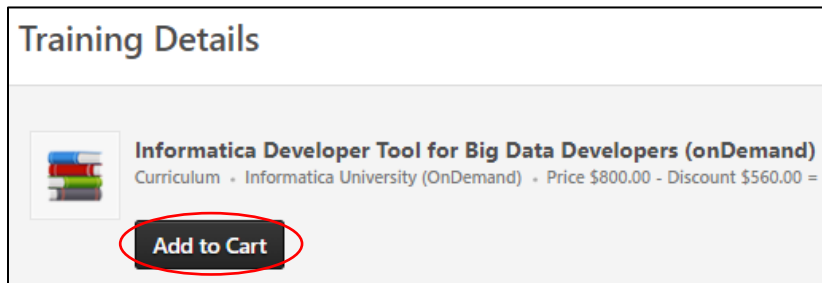 Training Details
Informatica Developer Tool for Big Data Developers (onDemand)
Curriculum • Informatica University (OnDemand) • Price $800.00 - Discount $560.00 =
Add to Cart